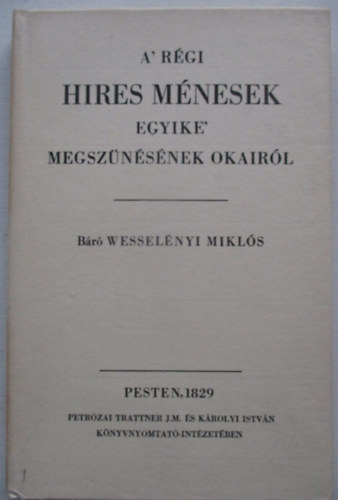 A' RÉGI
HIRES MÉNESEK
EGYIKE'
MEGSZÜNÉSÉNEK OKAIRÓL
Báró WESSELÉNYI MIKLÓS
PESTEN, 1829
PETRÓZAI TRATTNER J.M. ÉS KÁROLYI ISTVÁN
KÖNYVNYOMTATÓ-INTÉZETÉBEN